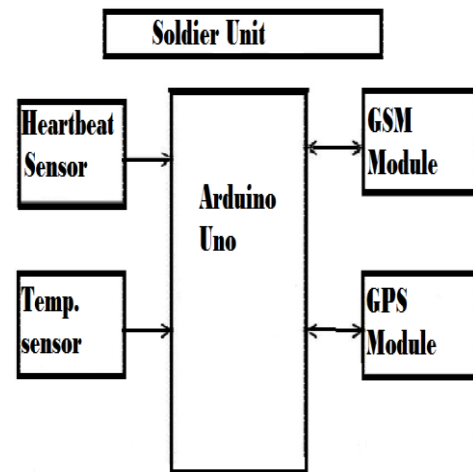 Soldier Unit
Heartbeat
Sensor
Temp.
sensor
Arduino
Uno
GSM
Module
GPS
Module